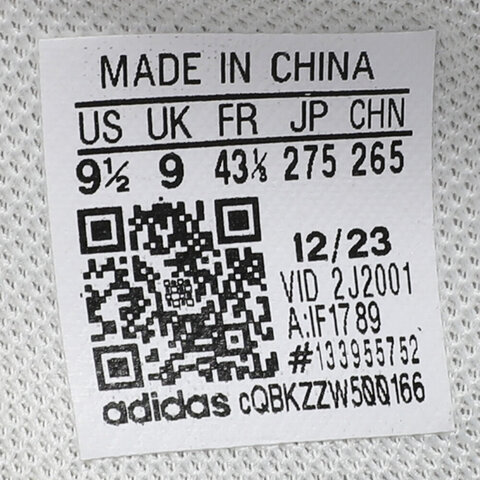 MADE IN CHINA
US UK FR JP CHN
9½ 9 43⅓ 275 265
12/23
VID 2J2001
A:IF1789
#133955752
adidas cQBKZZW500166